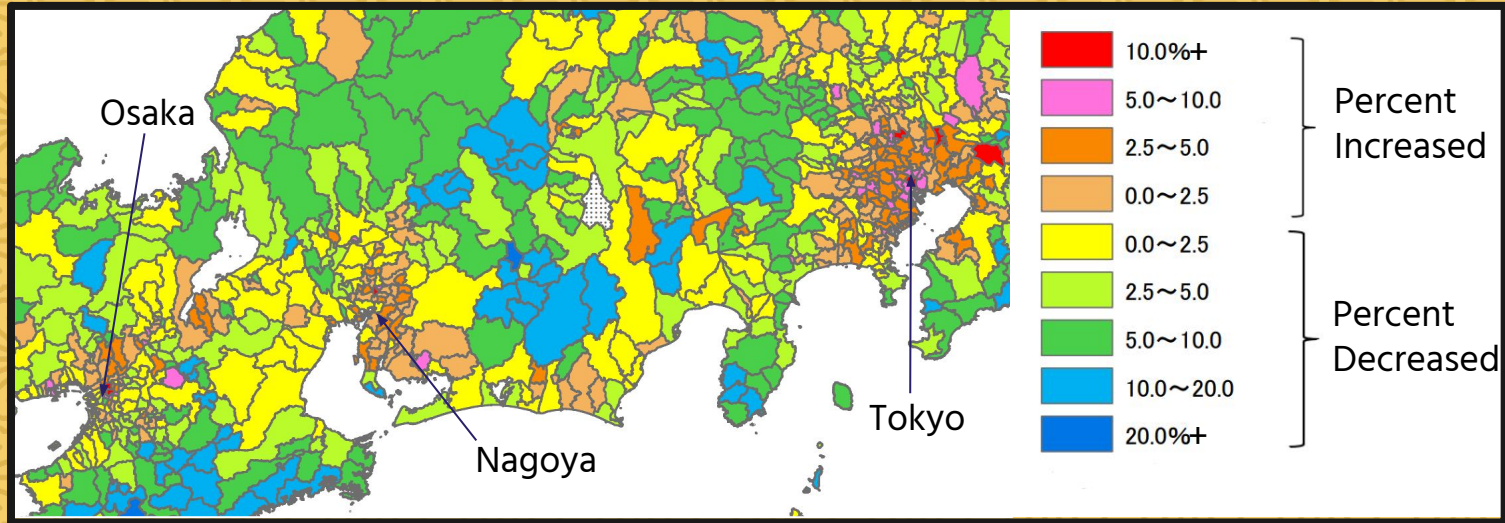 Osaka
Nagoya
Tokyo
10.0%+
5.0～10.0
2.5～5.0
0.0～2.5
0.0～2.5
2.5～5.0
5.0～10.0
10.0～20.0
20.0%+
Percent
Increased
Percent
Decreased